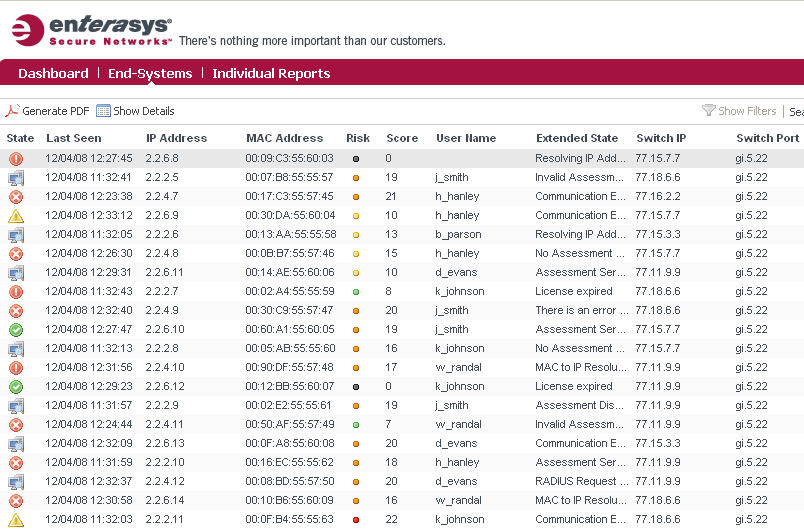 enterasys
Secure Networks™ There's nothing more important than our customers.
Dashboard | End-Systems | Individual Reports
Generate PDF Show Details Show Filters Sea
State Last Seen IP Address MAC Address Risk Score User Name Extended State Switch IP Switch Port
12/04/08 12:27:45 2.2.6.8 00:09:C3:55:60:03 0 Resolving IP Add... 77.15.7.7 gi.5.22
12/04/08 11:32:41 2.2.2.5 00:07:B8:55:55:57 19 j_smith Invalid Assessm... 77.18.6.6 gi.5.22
12/04/08 12:23:38 2.2.4.7 00:17:C3:55:57:45 21 h_hanley Communication E... 77.16.2.2 gi.5.22
12/04/08 12:33:12 2.2.6.9 00:30:DA:55:60:04 10 h_hanley Communication E... 77.15.7.7 gi.5.22
12/04/08 11:32:05 2.2.2.6 00:13:AA:55:55:58 13 b_parson Resolving IP Add... 77.15.3.3 gi.5.22
12/04/08 12:26:30 2.2.4.8 00:0B:B7:55:57:46 15 h_hanley No Assessment ... 77.18.6.6 gi.5.22
12/04/08 12:29:31 2.2.6.11 00:14:AE:55:60:06 10 d_evans Assessment Ser... 77.11.9.9 gi.5.22
12/04/08 11:32:43 2.2.2.7 00:02:A4:55:55:59 8 k_johnson License expired 77.18.6.6 gi.5.22
12/04/08 12:32:40 2.2.4.9 00:30:C9:55:57:47 20 j_smith There is an error ... 77.18.6.6 gi.5.22
12/04/08 12:27:47 2.2.6.10 00:60:A1:55:60:05 19 j_smith Assessment Ser... 77.15.7.7 gi.5.22
12/04/08 11:32:13 2.2.2.8 00:05:AB:55:55:60 16 k_johnson No Assessment ... 77.15.7.7 gi.5.22
12/04/08 12:31:56 2.2.4.10 00:90:DF:55:57:48 17 w_randal MAC to IP Resolu... 77.11.9.9 gi.5.22
12/04/08 12:29:23 2.2.6.12 00:12:BB:55:60:07 0 k_johnson License expired 77.11.9.9 gi.5.22
12/04/08 11:31:57 2.2.2.9 00:02:E2:55:55:61 19 j_smith Assessment Dis... 77.11.9.9 gi.5.22
12/04/08 12:24:44 2.2.4.11 00:50:AF:55:57:49 7 w_randal Invalid Assessm... 77.11.9.9 gi.5.22
12/04/08 12:32:09 2.2.6.13 00:0F:A8:55:60:08 20 d_evans Communication E... 77.15.3.3 gi.5.22
12/04/08 11:31:59 2.2.2.10 00:16:EC:55:55:62 18 h_hanley Assessment Ser... 77.11.9.9 gi.5.22
12/04/08 12:32:37 2.2.4.12 00:08:BD:55:57:50 20 d_evans RADIUS Request ... 77.11.9.9 gi.5.22
12/04/08 12:30:58 2.2.6.14 00:10:B6:55:60:09 16 w_randal MAC to IP Resolu... 77.18.6.6 gi.5.22
12/04/08 11:32:03 2.2.2.11 00:0F:B4:55:55:63 22 k_johnson Communication E... 77.18.6.6 gi.5.22